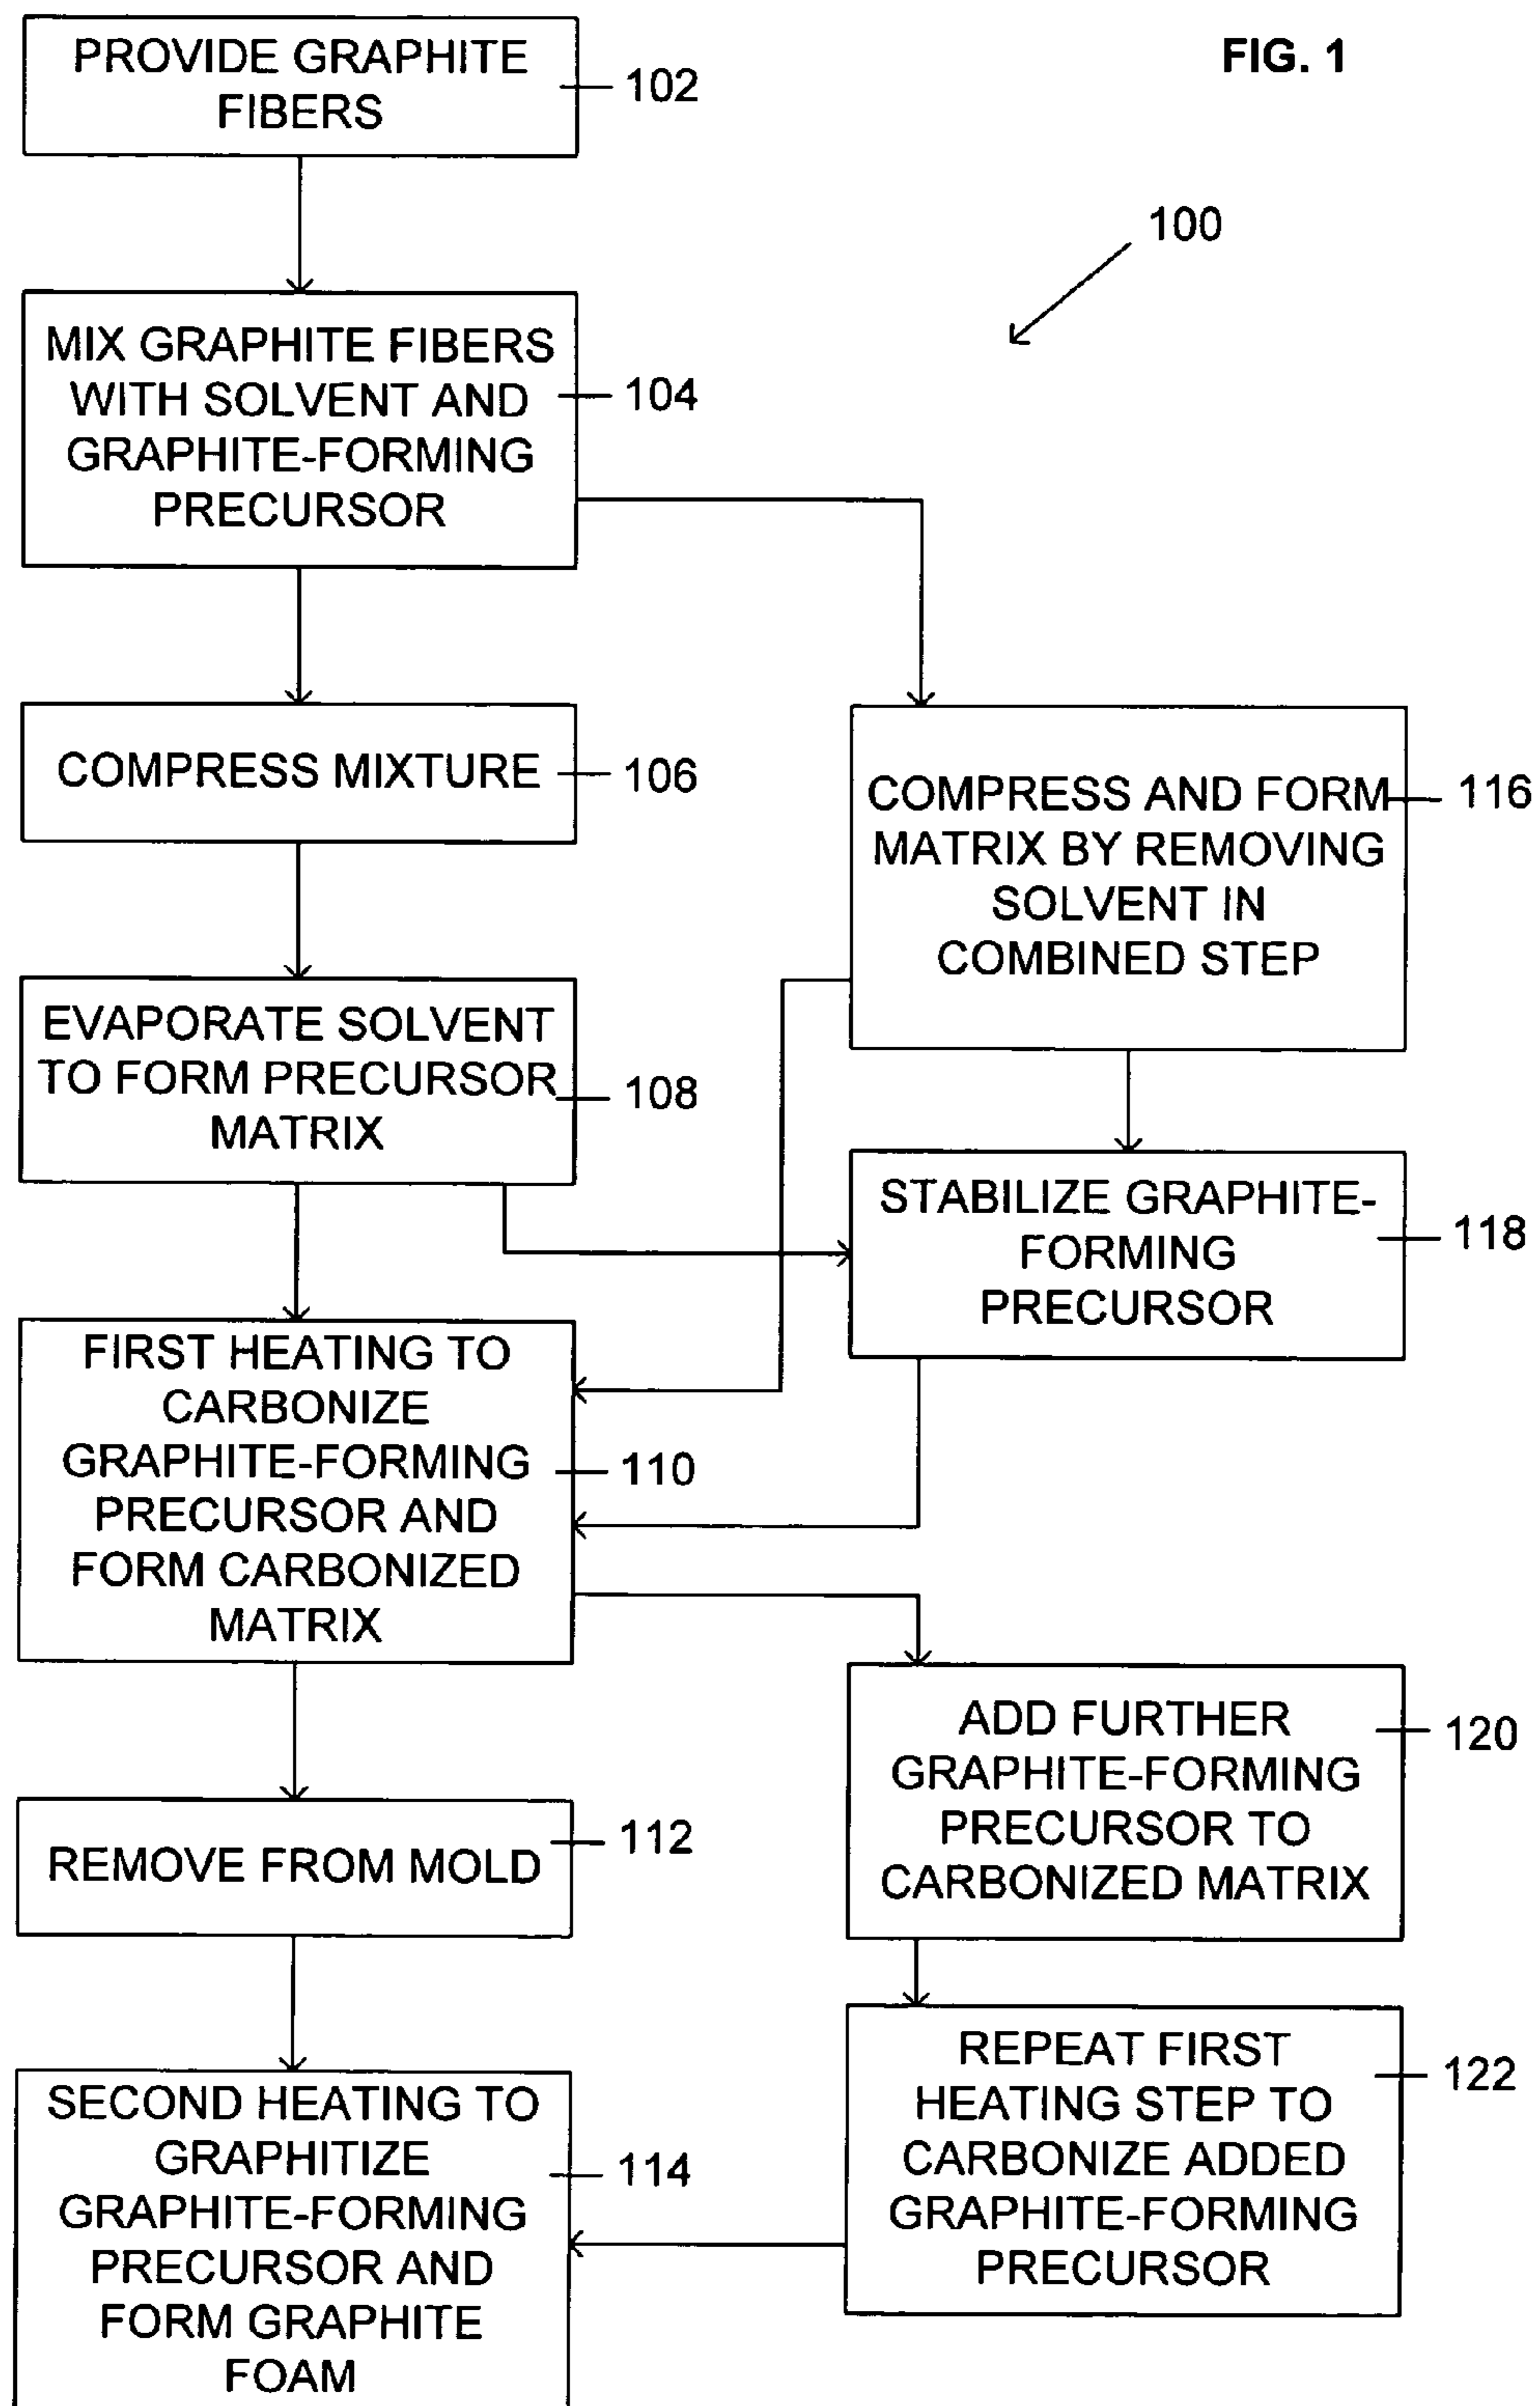 FIG. 1
PROVIDE GRAPHITE
FIBERS
102
100
MIX GRAPHITE FIBERS
WITH SOLVENT AND
GRAPHITE-FORMING
PRECURSOR
104
COMPRESS MIXTURE
106
COMPRESS AND FORM
MATRIX BY REMOVING
SOLVENT IN
COMBINED STEP
116
EVAPORATE SOLVENT
TO FORM PRECURSOR
MATRIX
108
STABILIZE GRAPHITE-
FORMING
PRECURSOR
118
FIRST HEATING TO
CARBONIZE
GRAPHITE-FORMING
PRECURSOR AND
FORM CARBONIZED
MATRIX
110
ADD FURTHER
GRAPHITE-FORMING
PRECURSOR TO
CARBONIZED MATRIX
120
REMOVE FROM MOLD
112
REPEAT FIRST
HEATING STEP TO
CARBONIZE ADDED
GRAPHITE-FORMING
PRECURSOR
122
SECOND HEATING TO
GRAPHITIZE
GRAPHITE-FORMING
PRECURSOR AND
FORM GRAPHITE
FOAM
114